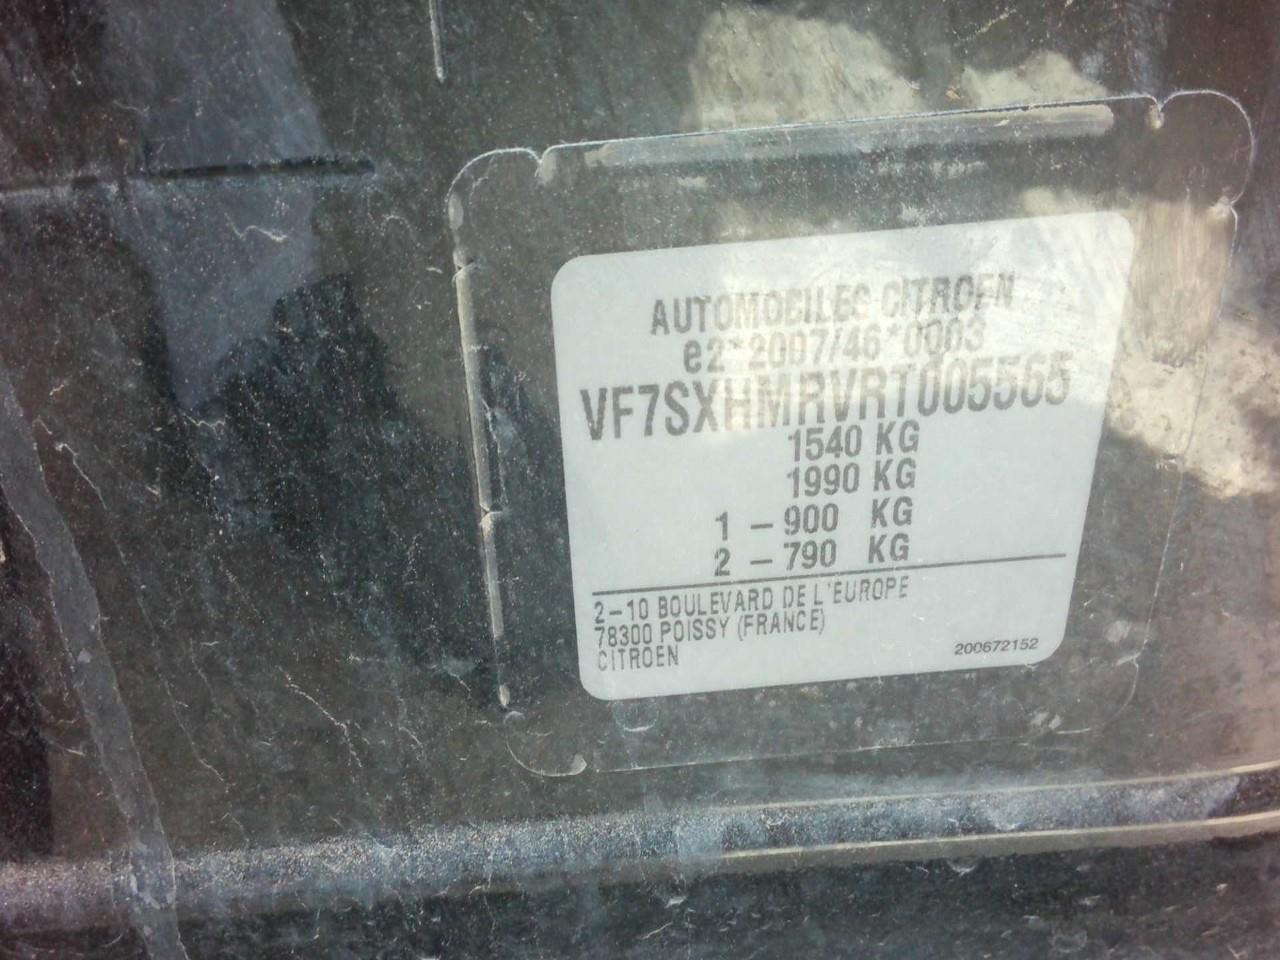 AUTOMOBILES CITROEN
e2*2007/46*0003
VF7SXHMRVRT005565
1540 KG
1990 KG
1 - 900 KG
2 - 790 KG
2-10 BOULEVARD DE L'EUROPE
78300 POISSY (FRANCE)
CITROEN
200672152